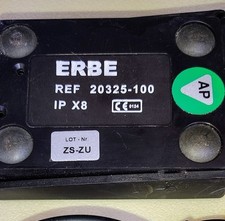 ERBE
REF 20325-100
IP X8 CE 0124
AP
LOT - Nr
ZS-ZU